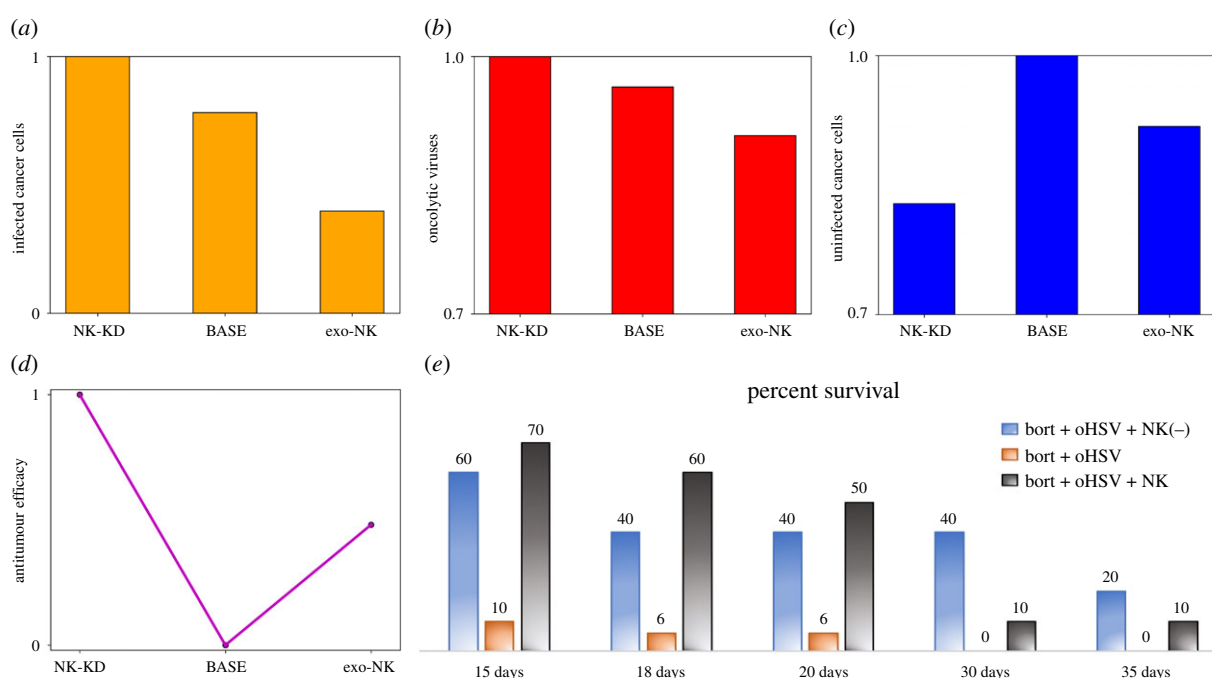 (a)
1
infected cancer cells
0
NK-KD BASE exo-NK
(b)
1.0
oncolytic viruses
0.7
NK-KD BASE exo-NK
(c)
1.0
uninfected cancer cells
0.7
NK-KD BASE exo-NK
(d)
1
antitumour efficacy
0
NK-KD BASE exo-NK
(e)
percent survival
bort + oHSV + NK(–)
bort + oHSV
bort + oHSV + NK
60 10 70
40 6 60
40 6 50
40 0 10
20 0 10
15 days 18 days 20 days 30 days 35 days